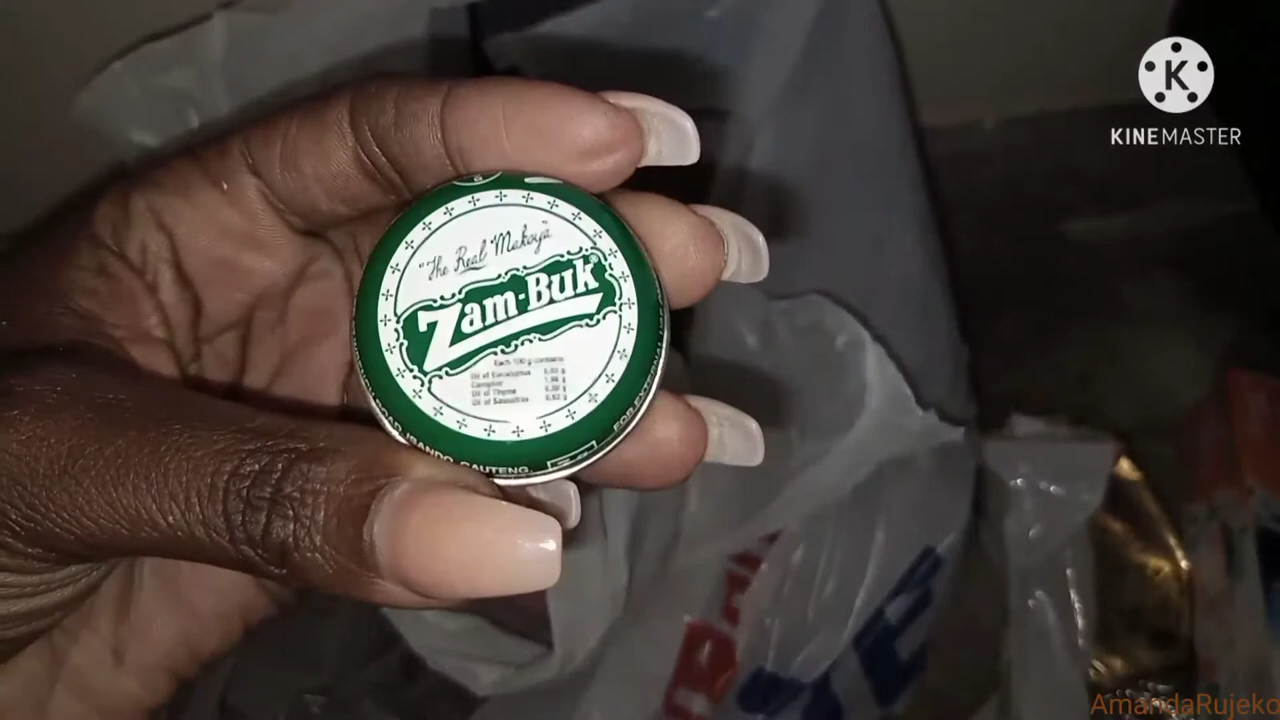 KINEMASTER
"The Real Makoya"
Zam-Buk®
Each 100 g contains
Oil of Eucalyptus
Camphor
Oil of Thyme
Oil of Sassafras
ROAD, ISANDO, GAUTENG.
AmandaRujeko